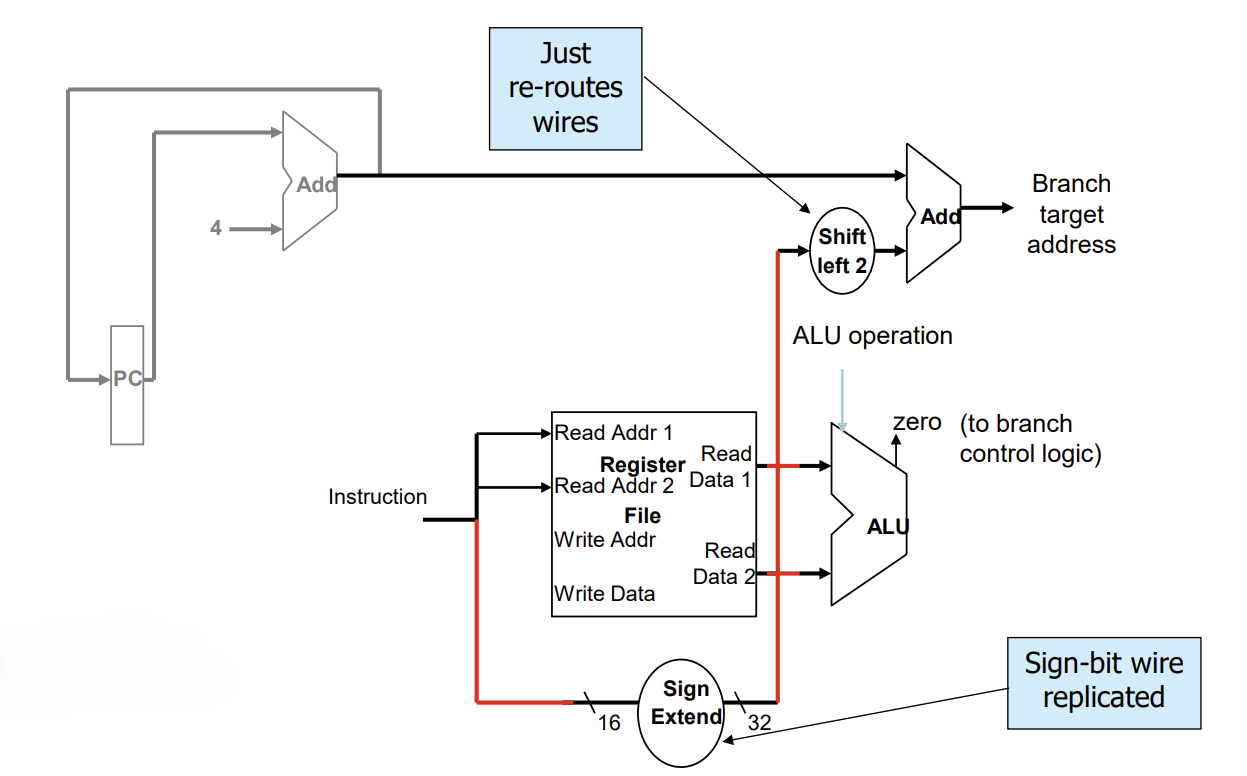 Just
re-routes
wires
Add
4
PC
Shift
left 2
Add
Branch
target
address
ALU operation
zero
(to branch
control logic)
Instruction
Read Addr 1
Register
Read Addr 2
File
Write Addr
Write Data
Read
Data 1
Read
Data 2
ALU
Sign
Extend
16
32
Sign-bit wire
replicated